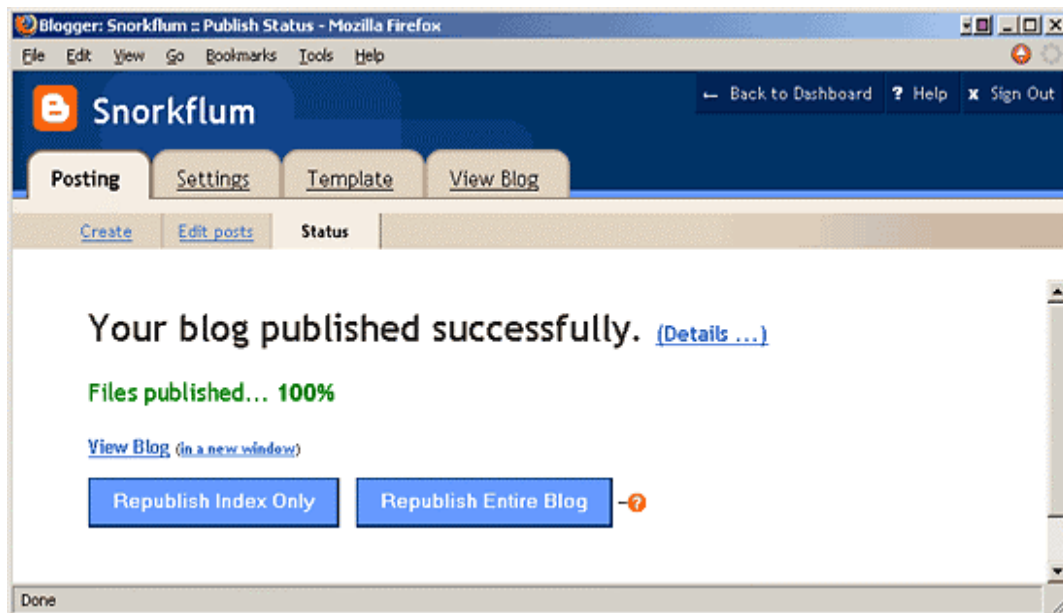 Blogger: Snorkflum :: Publish Status - Mozilla Firefox
File Edit View Go Bookmarks Tools Help
← Back to Dashboard ? Help x Sign Out
Snorkflum
Posting Settings Template View Blog
Create Edit posts Status
Your blog published successfully. (Details ...)
Files published... 100%
View Blog (in a new window)
Republish Index Only Republish Entire Blog –?
Done